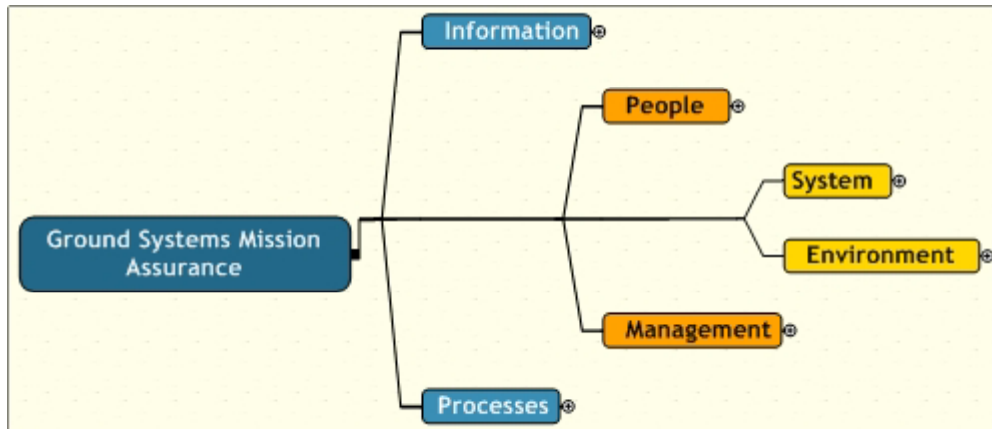 Information
People
System
Ground Systems Mission
Assurance
Environment
Management
Processes